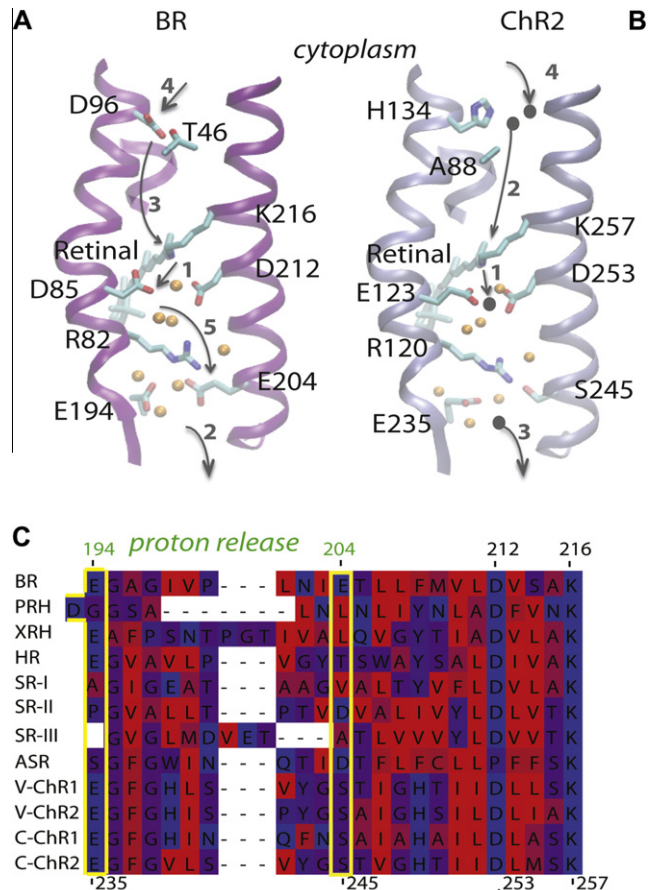 A BR ChR2 B
cytoplasm
4 4
D96 H134
T46
A88
3 2
K216 K257
Retinal Retinal
1 D212 1 D253
D85 E123
5
R82 R120
E204 S245
E194 E235
2 3
C
194 proton release 204 212 216
BR E G A G I V P - - - L N I E T L L F M V L D V S A K
PRH D G G S A - - - - - - L N L N L I Y N L A D F V N K
XRH E A F P S N T P G T I V A L Q V G Y T I A D V L A K
HR E G V A V L P - - - V G Y T S W A Y S A L D I V A K
SR-I A G I G E A T - - - A A G V A L T Y V F L D V L A K
SR-II P G V A L L T - - - P T V D V A L I V Y L D V V T K
SR-III G V G L M D V E T - - - A T L V V V Y L D V V T K
ASR S G F G W I N - - - Q T I D T F L F C L L P F F S K
V-ChR1 E G F G H L S - - - V Y G S T I G H T I I D L L S K
V-ChR2 E G F G H L S - - - P Y G S A I G H S I L D L L S K
C-ChR1 E G F G H I N - - - Q F N S A I A H A I L D L A S K
C-ChR2 E G F G V L S - - - V Y G S T V G H T I I D L M S K
235 245 253 257